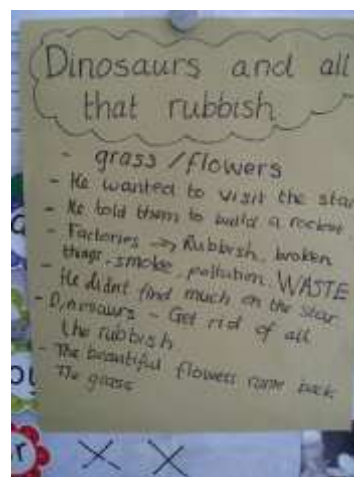 Dinosaurs and all
that rubbish
- grass / flowers
- He wanted to visit the star
- He told them to build a rocket
- Factories → Rubbish, broken
things, smoke, pollution, WASTE
- He didnt find much on the star
- Dinosaurs - Get rid of all
the rubbish
- The beautiful flowers came back
The grass